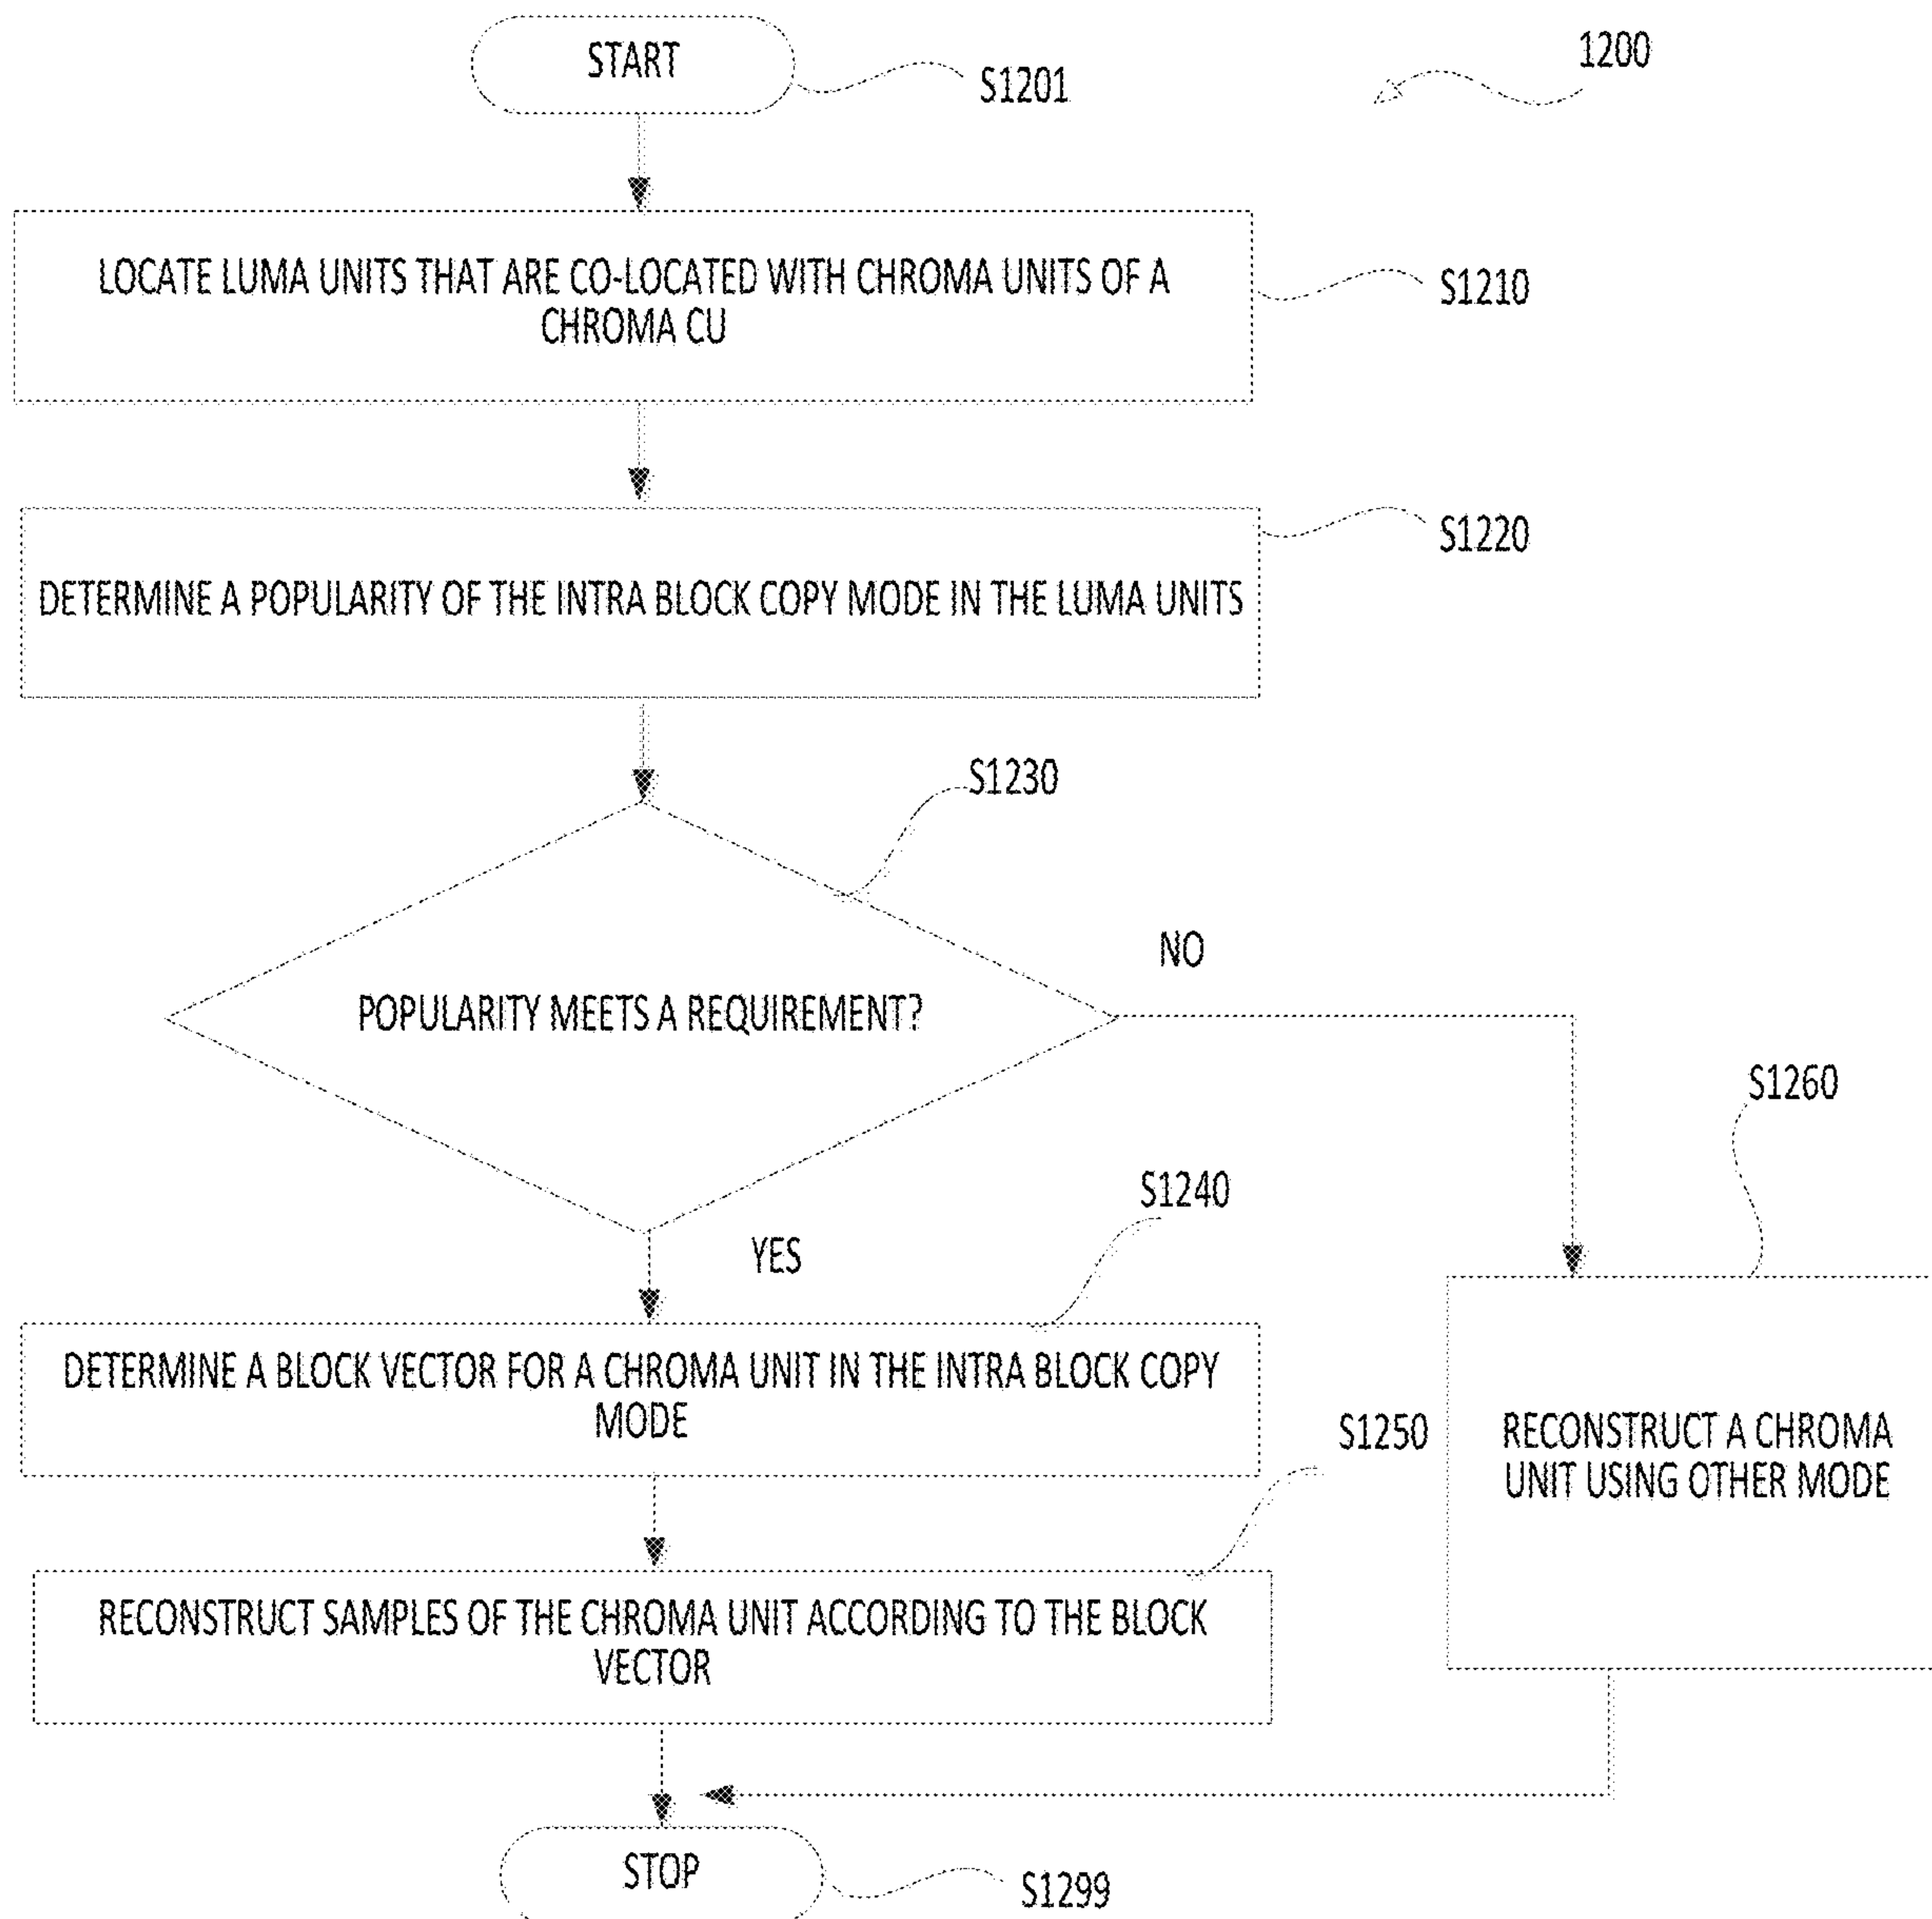 START
1200
S1201
LOCATE LUMA UNITS THAT ARE CO-LOCATED WITH CHROMA UNITS OF A
CHROMA CU
S1210
S1220
DETERMINE A POPULARITY OF THE INTRA BLOCK COPY MODE IN THE LUMA UNITS
S1230
NO
POPULARITY MEETS A REQUIREMENT?
S1260
S1240
YES
DETERMINE A BLOCK VECTOR FOR A CHROMA UNIT IN THE INTRA BLOCK COPY
MODE
S1250
RECONSTRUCT A CHROMA
UNIT USING OTHER MODE
RECONSTRUCT SAMPLES OF THE CHROMA UNIT ACCORDING TO THE BLOCK
VECTOR
STOP
S1299